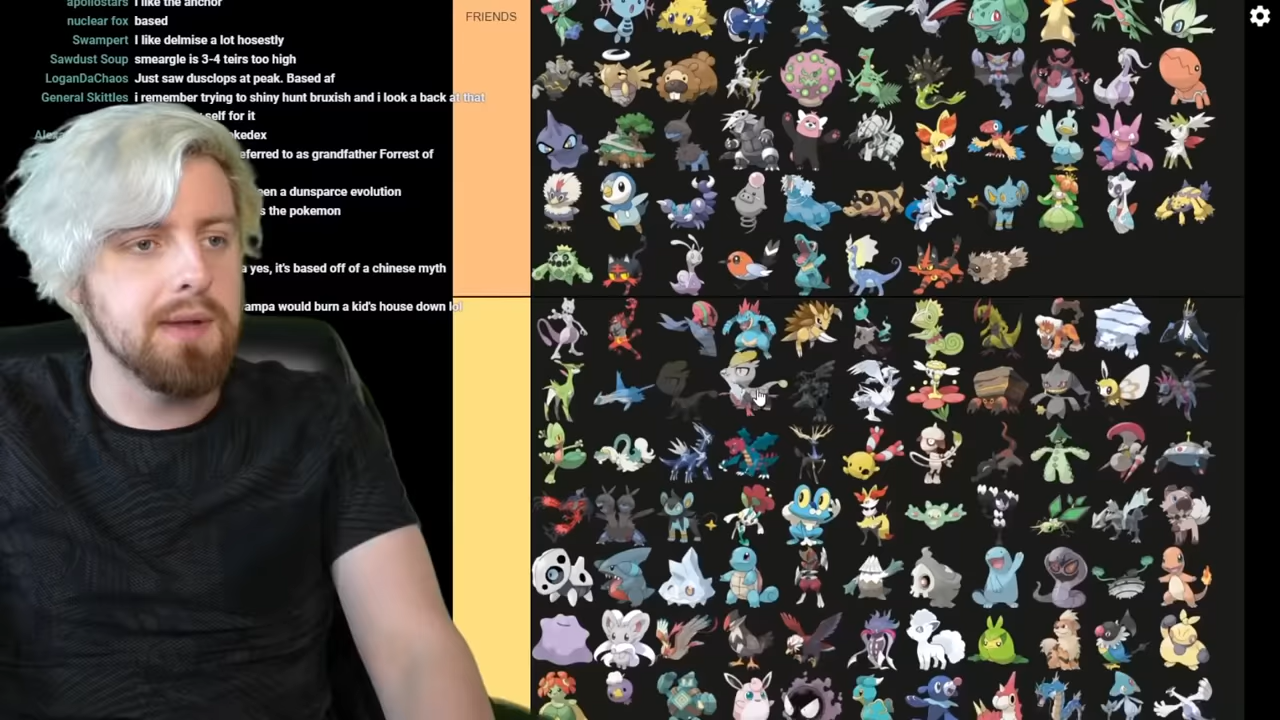 apollostars I like the anchor
FRIENDS
nuclear fox based
Swampert I like delmise a lot hosestly
Sawdust Soup smeargle is 3-4 teirs too high
LoganDaChaos Just saw dusclops at peak. Based af
General Skittles i remember trying to shiny hunt bruxish and i look a back at that
self for it
eferred to as grandfather Forrest of
een a dunsparce evolution
s the pokemon
a yes, it's based off of a chinese myth
ampa would burn a kid's house down lol